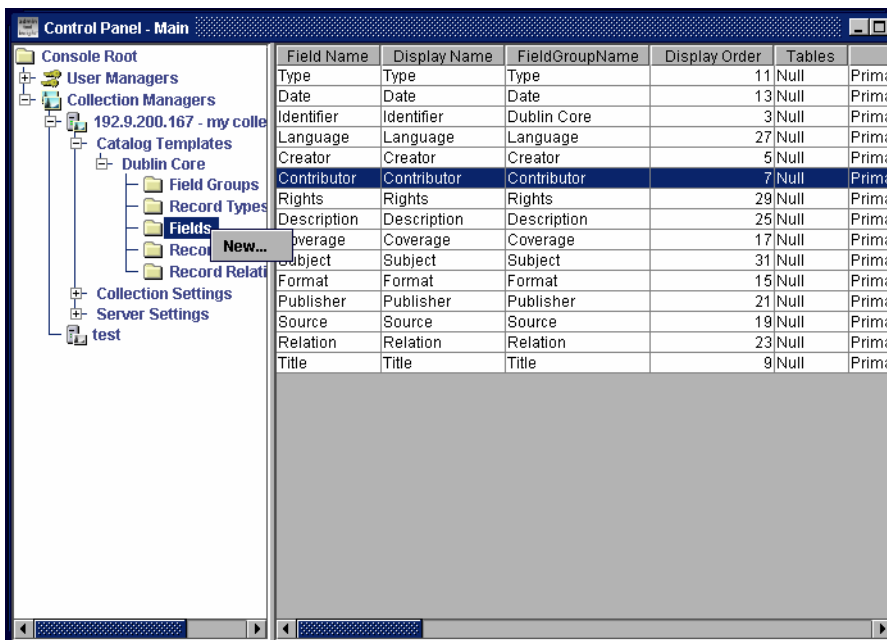 Control Panel - Main
Console Root
User Managers
Collection Managers
192.9.200.167 - my colle
Catalog Templates
Dublin Core
Field Groups
Record Types
Fields
New...
Recor
Record Relati
Collection Settings
Server Settings
test
Field Name Display Name FieldGroupName Display Order Tables
Type Type Type 11 Null Prima
Date Date Date 13 Null Prima
Identifier Identifier Dublin Core 3 Null Prima
Language Language Language 27 Null Prima
Creator Creator Creator 5 Null Prima
Contributor Contributor Contributor 7 Null Prima
Rights Rights Rights 29 Null Prima
Description Description Description 25 Null Prima
overage Coverage Coverage 17 Null Prima
Subject Subject Subject 31 Null Prima
Format Format Format 15 Null Prima
Publisher Publisher Publisher 21 Null Prima
Source Source Source 19 Null Prima
Relation Relation Relation 23 Null Prima
Title Title Title 9 Null Prima